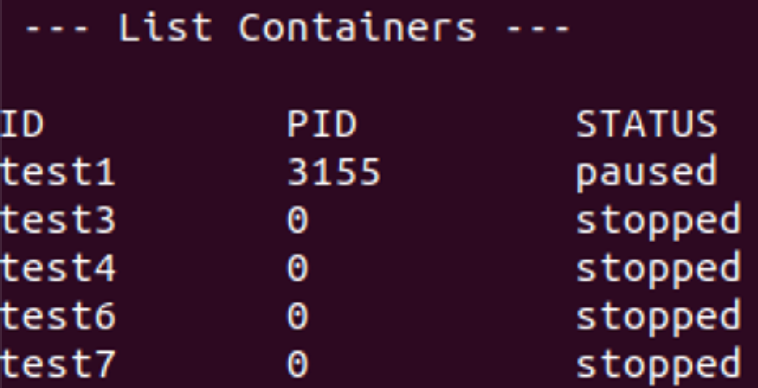 --- List Containers ---
ID PID STATUS
test1 3155 paused
test3 0 stopped
test4 0 stopped
test6 0 stopped
test7 0 stopped